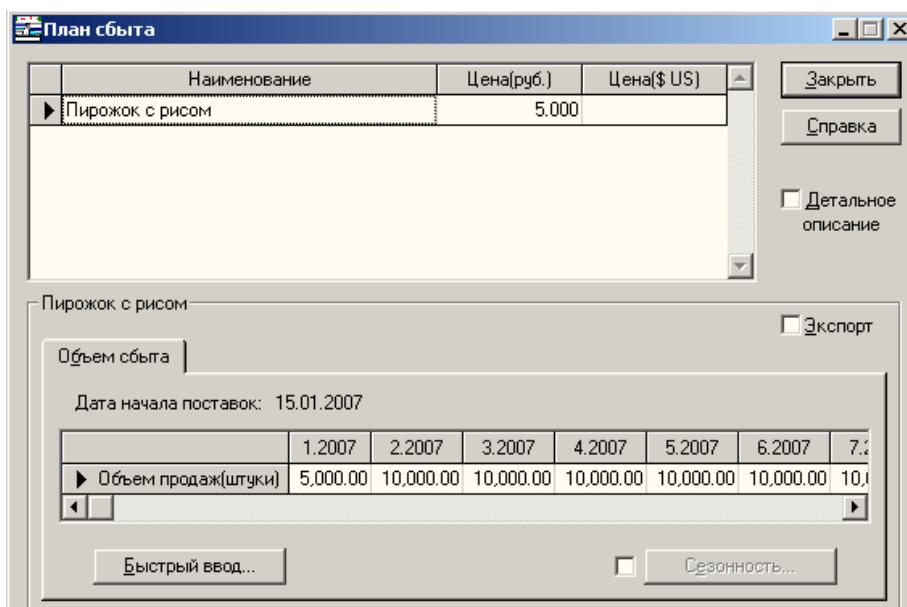 План сбыта
Наименование Цена(руб.) Цена($ US)
Пирожок с рисом 5.000
Закрыть
Справка
Детальное
описание
Пирожок с рисом
Экспорт
Объем сбыта
Дата начала поставок: 15.01.2007
1.2007 2.2007 3.2007 4.2007 5.2007 6.2007
Объем продаж(штуки) 5,000.00 10,000.00 10,000.00 10,000.00 10,000.00 10,000.00
Быстрый ввод... Сезонность...